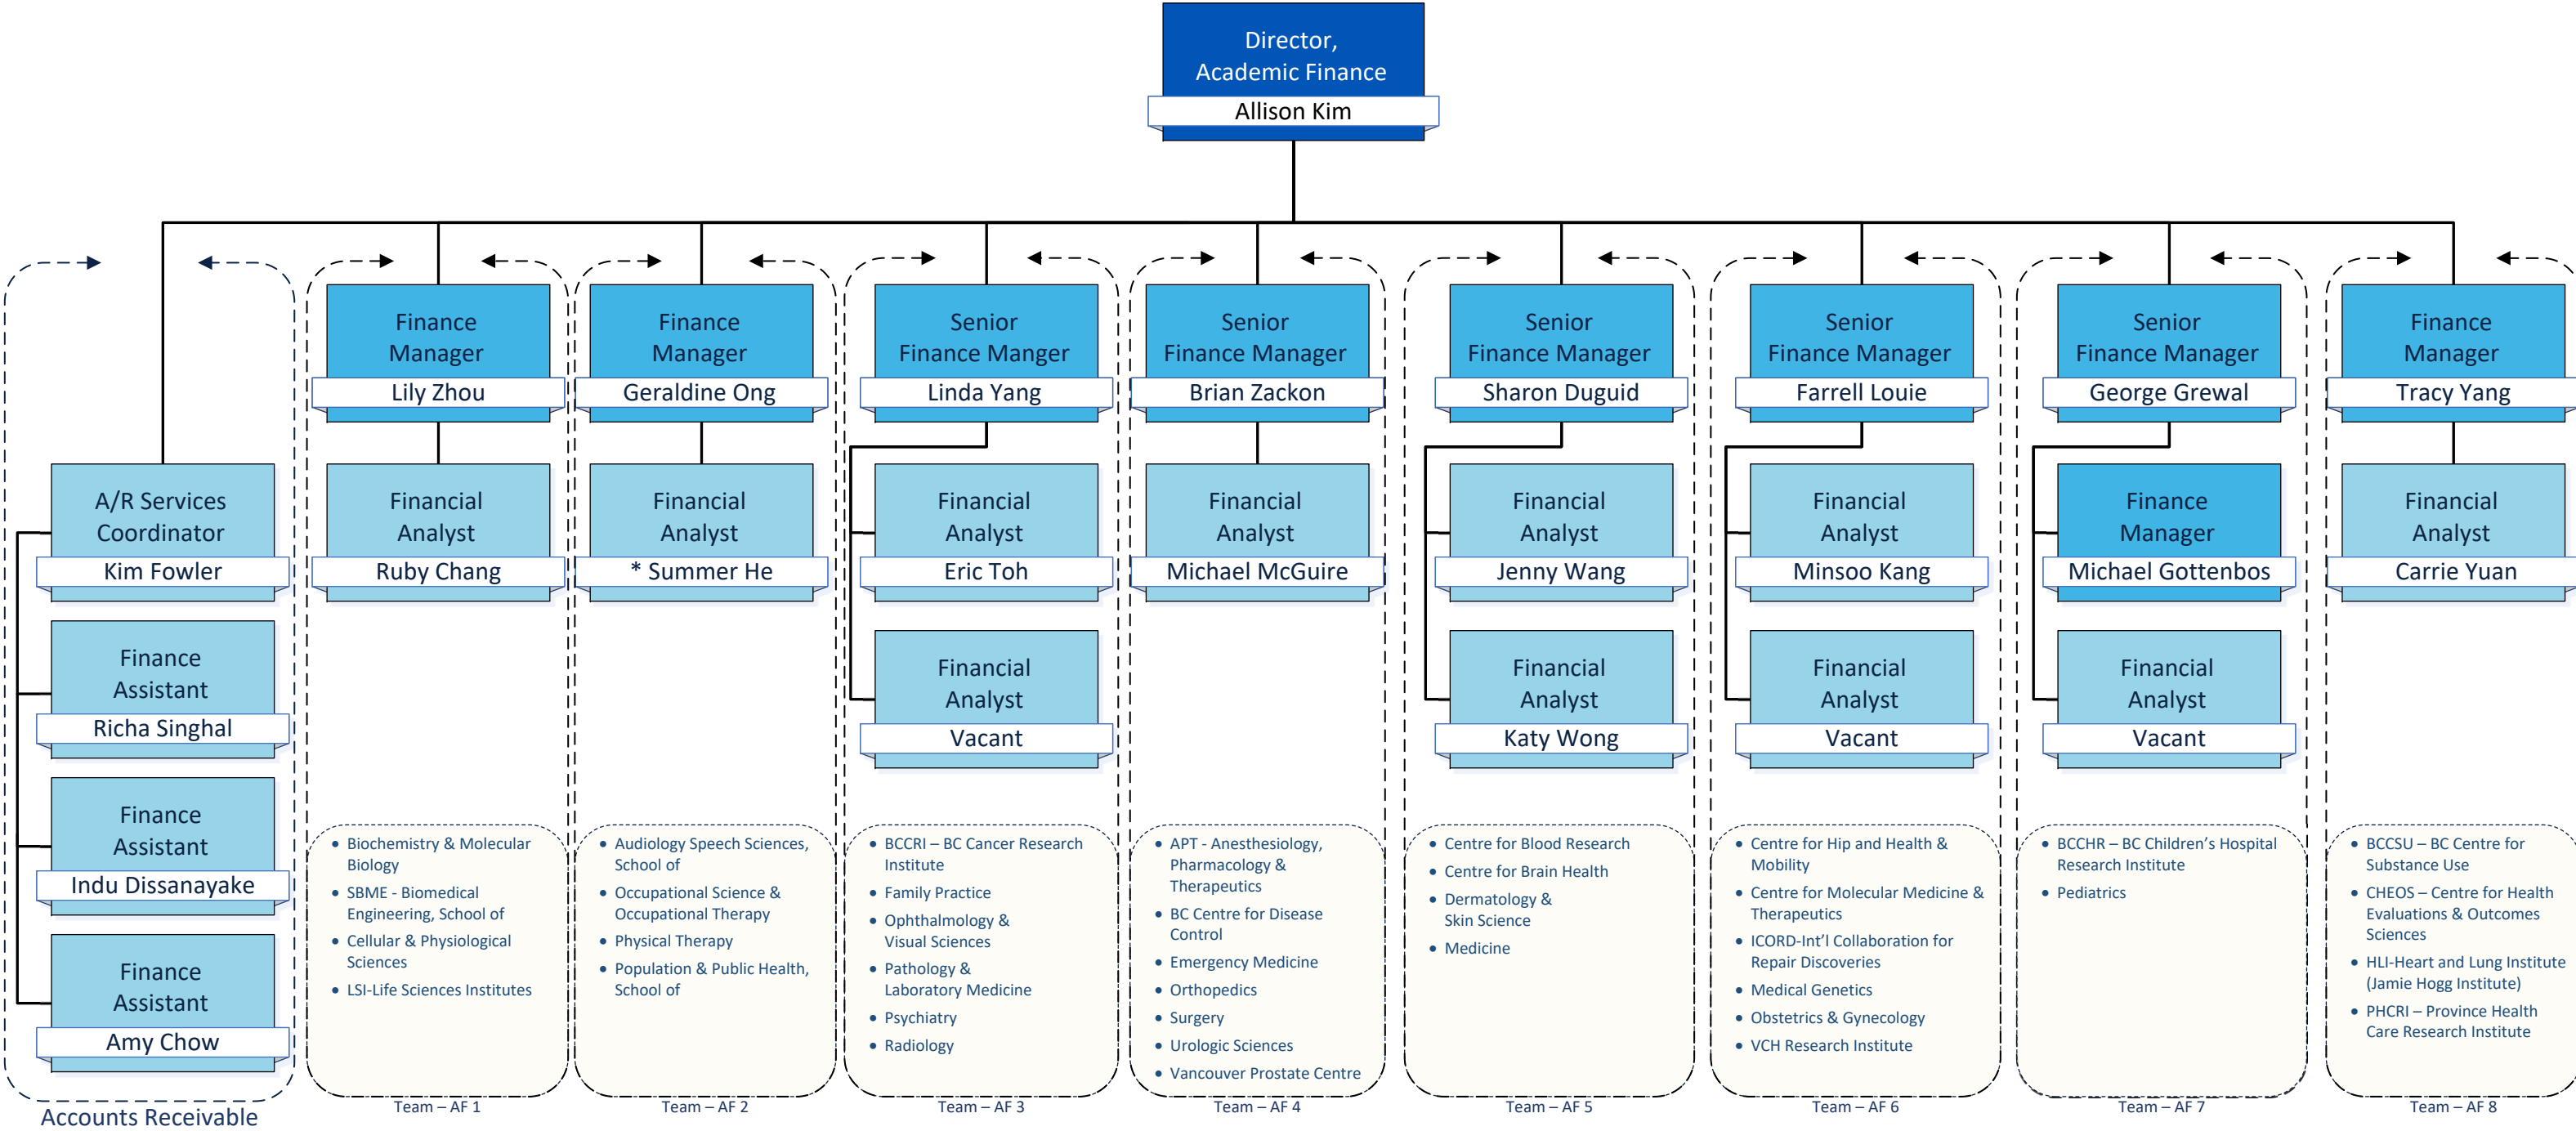 Director,
Academic Finance
Allison Kim
A/R Services
Coordinator
Kim Fowler
Finance
Assistant
Richa Singhal
Finance
Assistant
Indu Dissanayake
Finance
Assistant
Amy Chow
Accounts Receivable
Finance
Manager
Lily Zhou
Financial
Analyst
Ruby Chang
• Biochemistry & Molecular
Biology
• SBME - Biomedical
Engineering, School of
• Cellular & Physiological
Sciences
• LSI-Life Sciences Institutes
Team – AF 1
Finance
Manager
Geraldine Ong
Financial
Analyst
* Summer He
• Audiology Speech Sciences,
School of
• Occupational Science &
Occupational Therapy
• Physical Therapy
• Population & Public Health,
School of
Team – AF 2
Senior
Finance Manger
Linda Yang
Financial
Analyst
Eric Toh
Financial
Analyst
Vacant
• BCCRI – BC Cancer Research
Institute
• Family Practice
• Ophthalmology &
Visual Sciences
• Pathology &
Laboratory Medicine
• Psychiatry
• Radiology
Team – AF 3
Senior
Finance Manager
Brian Zackon
Financial
Analyst
Michael McGuire
• APT - Anesthesiology,
Pharmacology &
Therapeutics
• BC Centre for Disease
Control
• Emergency Medicine
• Orthopedics
• Surgery
• Urologic Sciences
• Vancouver Prostate Centre
Team – AF 4
Senior
Finance Manager
Sharon Duguid
Financial
Analyst
Jenny Wang
Financial
Analyst
Katy Wong
• Centre for Blood Research
• Centre for Brain Health
• Dermatology &
Skin Science
• Medicine
Team – AF 5
Senior
Finance Manager
Farrell Louie
Financial
Analyst
Minsoo Kang
Financial
Analyst
Vacant
• Centre for Hip and Health &
Mobility
• Centre for Molecular Medicine &
Therapeutics
• ICORD-Int’l Collaboration for
Repair Discoveries
• Medical Genetics
• Obstetrics & Gynecology
• VCH Research Institute
Team – AF 6
Senior
Finance Manager
George Grewal
Finance
Manager
Michael Gottenbos
Financial
Analyst
Vacant
• BCCHR – BC Children’s Hospital
Research Institute
• Pediatrics
Team – AF 7
Finance
Manager
Tracy Yang
Financial
Analyst
Carrie Yuan
• BCCSU – BC Centre for
Substance Use
• CHEOS – Centre for Health
Evaluations & Outcomes
Sciences
• HLI-Heart and Lung Institute
(Jamie Hogg Institute)
• PHCRI – Province Health
Care Research Institute
Team – AF 8